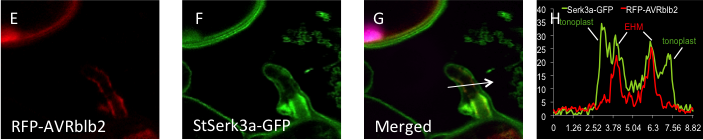 E
RFP-AVRblb2
F
StSerk3a-GFP
G
Merged
H
Serk3a-GFP RFP-AVRblb2
tonoplast
EHM
tonoplast
40
35
30
25
20
15
10
5
0
0 1.26 2.52 3.78 5.04 6.3 7.56 8.82